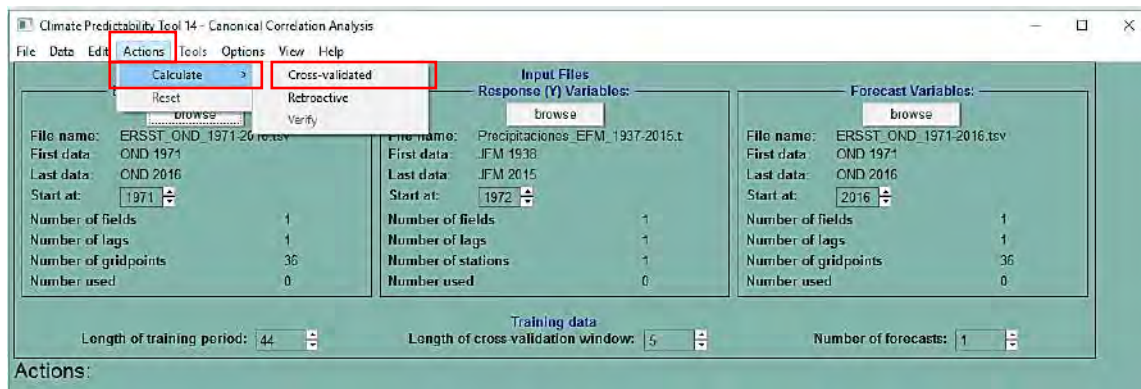 Climate Predictability Tool 14 - Canonical Correlation Analysis
File Data Edit Actions Tools Options View Help
Calculate > Cross-validated
Reset Retroactive
Verify
Input Files
Response (Y) Variables:
Forecast Variables:
browse browse browse
File name: ERSST_OND_1971-2016.tsv
First data: OND 1971
Last data: OND 2016
Start at: 1971
Number of fields 1
Number of lags 1
Number of gridpoints 36
Number used 0
File name: Precipitaciones_EFM_1937-2015.t
First data: JFM 1938
Last data: JFM 2015
Start at: 1972
Number of fields 1
Number of lags 1
Number of stations 1
Number used 0
File name: ERSST_OND_1971-2016.tsv
First data: OND 1971
Last data: OND 2016
Start at: 2016
Number of fields 1
Number of lags 1
Number of gridpoints 36
Number used 0
Training data
Length of training period: 44 Length of cross-validation window: 5 Number of forecasts: 1
Actions: